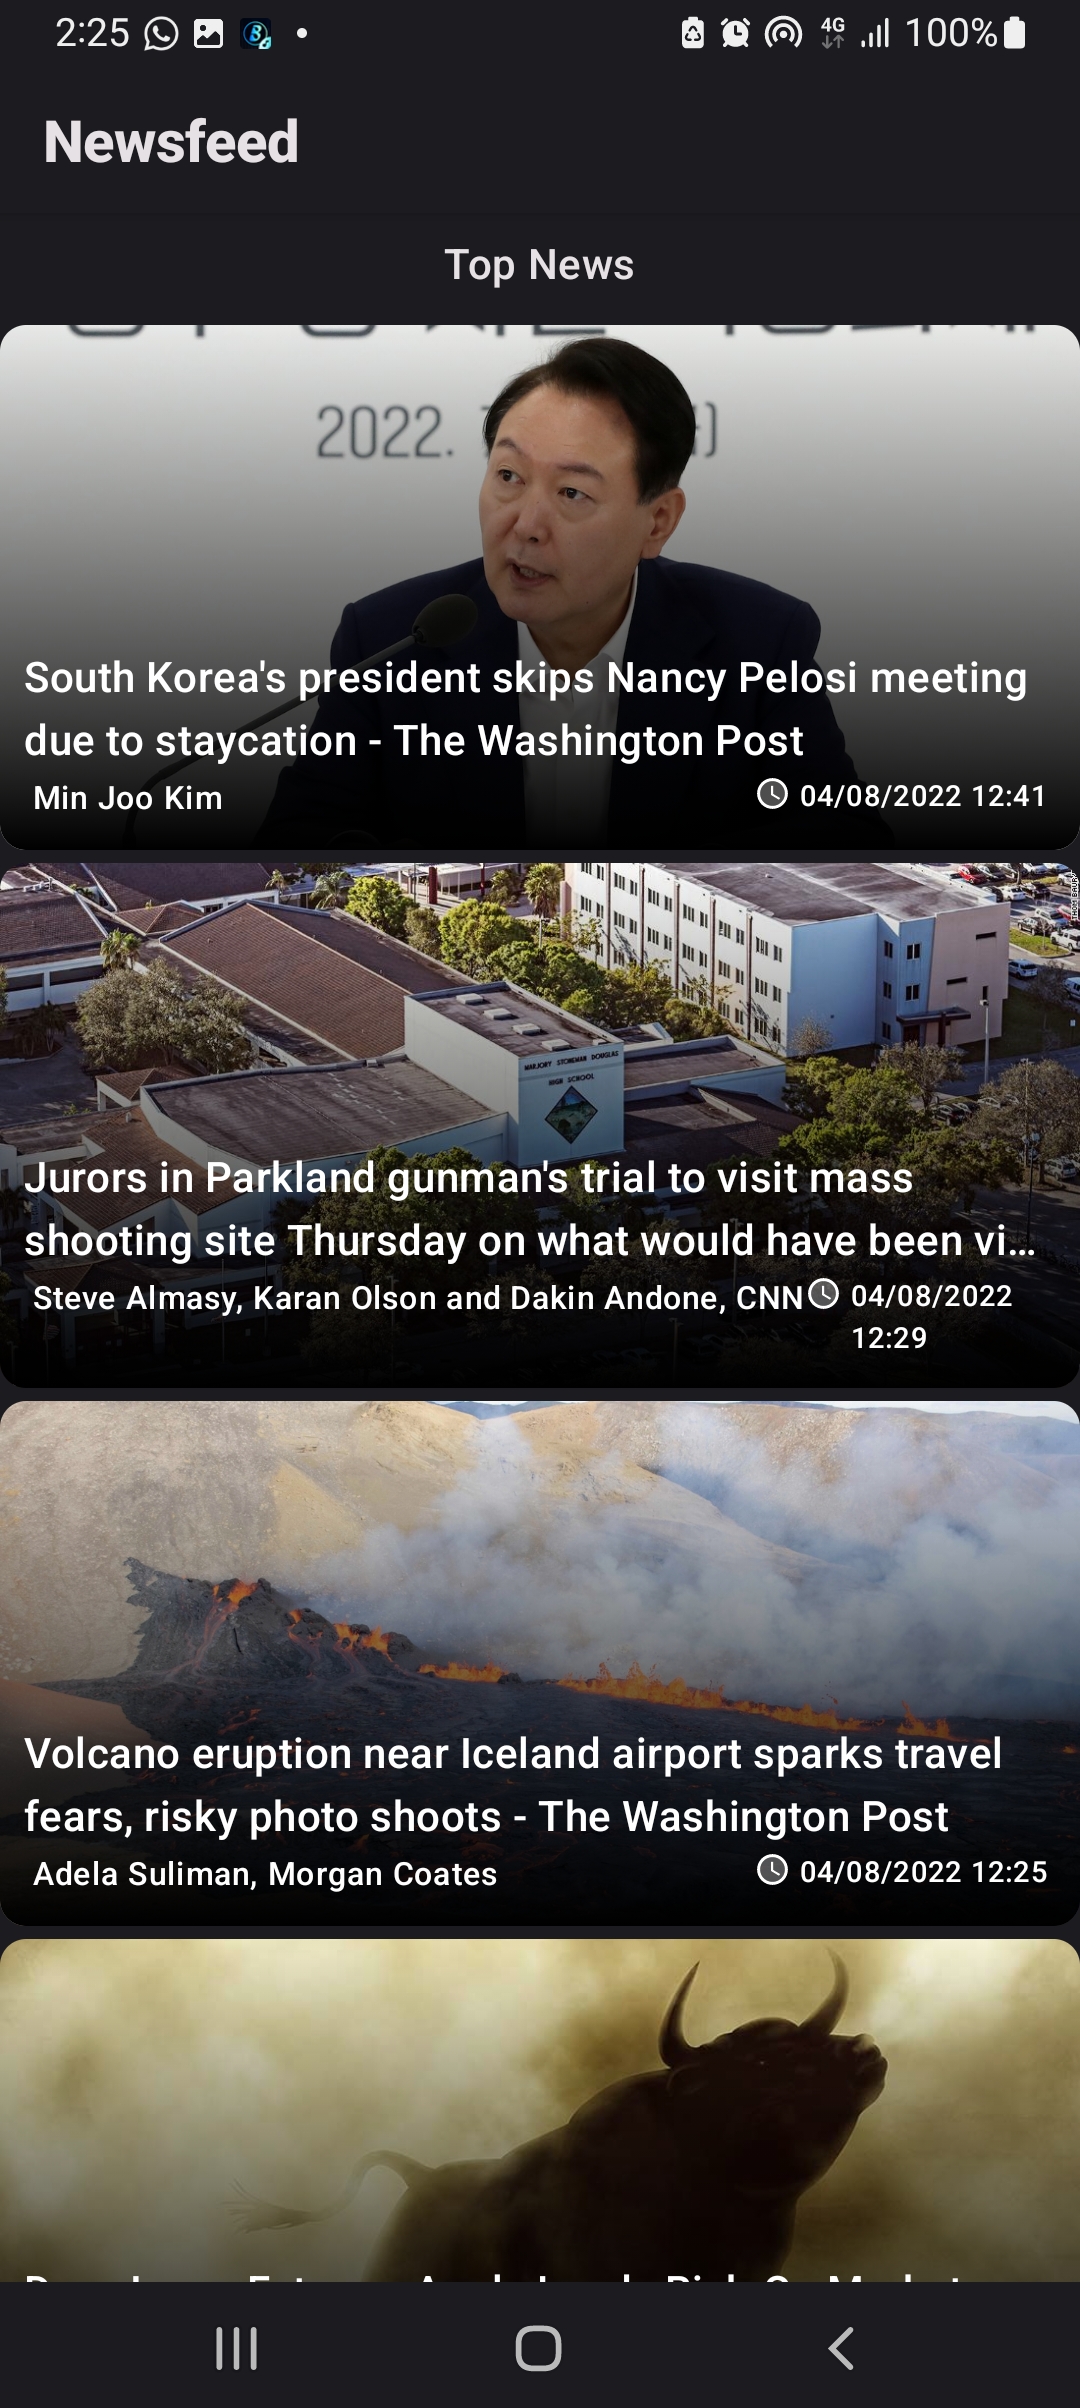 2:25
4G
100%
Newsfeed
Top News
2022.
South Korea's president skips Nancy Pelosi meeting
due to staycation - The Washington Post
Min Joo Kim
04/08/2022 12:41
MARJORY STONEMAN DOUGLAS
HIGH SCHOOL
Jurors in Parkland gunman's trial to visit mass
shooting site Thursday on what would have been vi...
Steve Almasy, Karan Olson and Dakin Andone, CNN
04/08/2022
12:29
Volcano eruption near Iceland airport sparks travel
fears, risky photo shoots - The Washington Post
Adela Suliman, Morgan Coates
04/08/2022 12:25